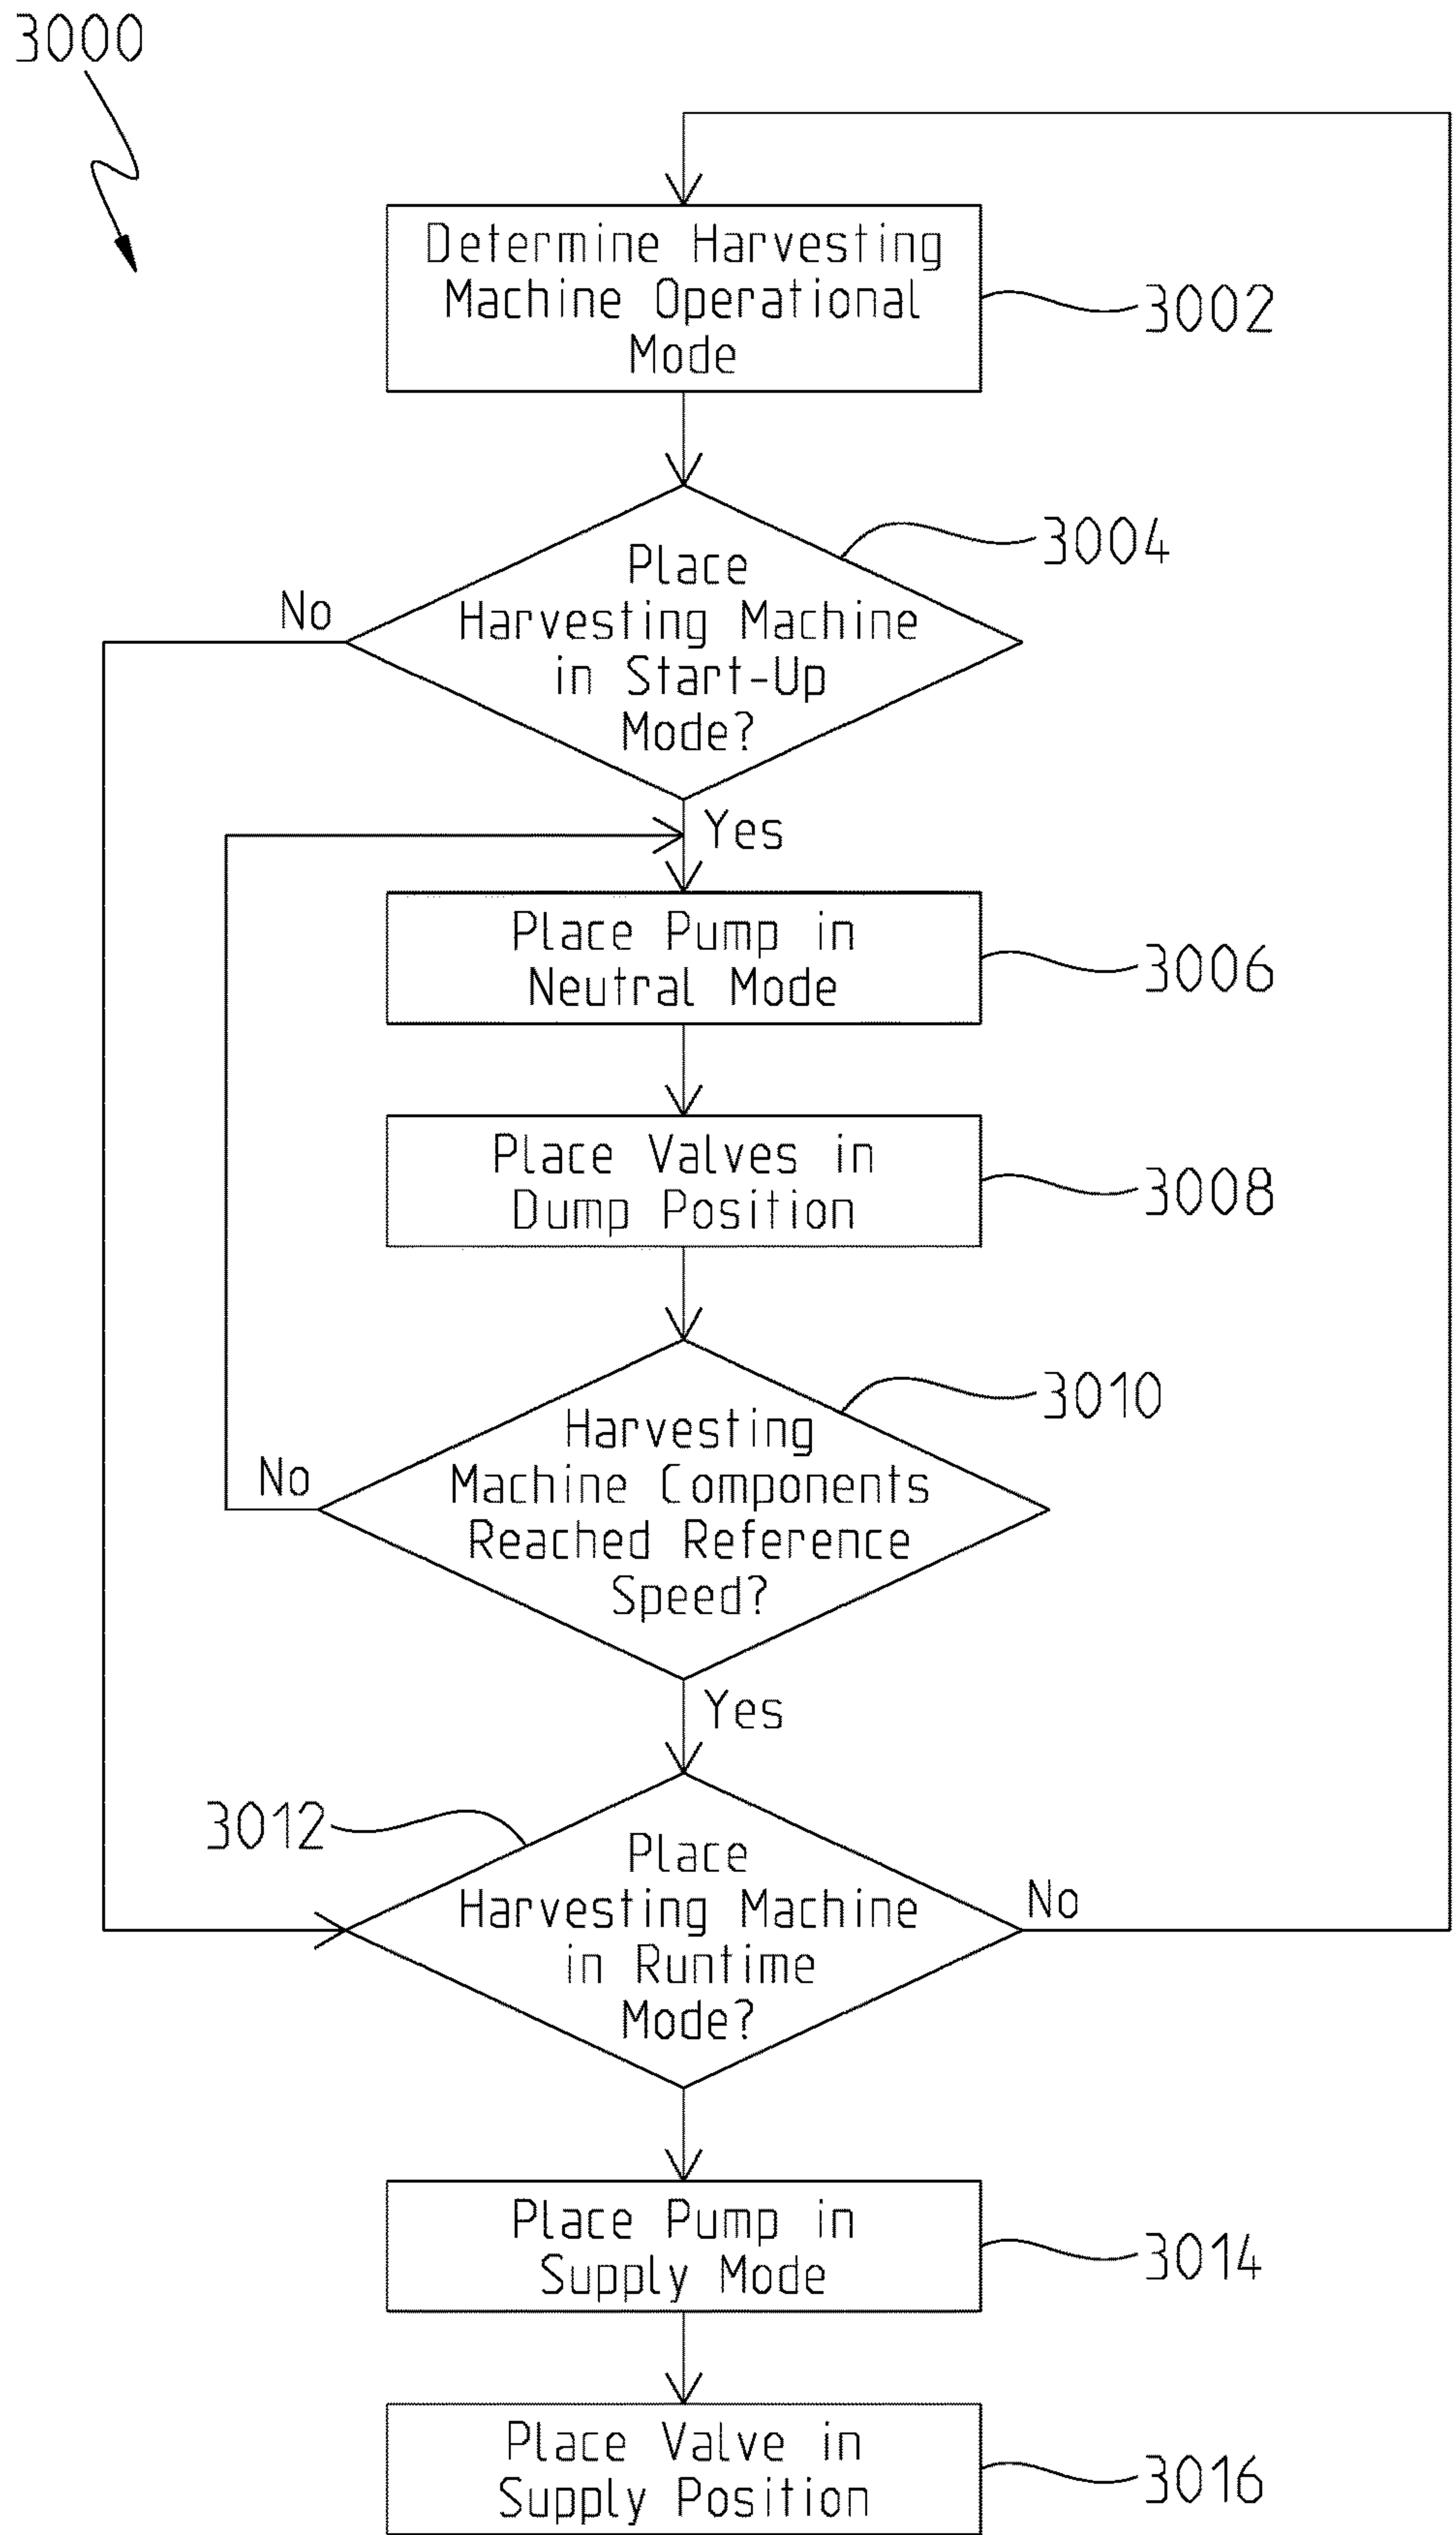 3000
Determine Harvesting
Machine Operational
Mode
3002
Place
Harvesting Machine
in Start-Up
Mode?
3004
No
Yes
Place Pump in
Neutral Mode
3006
Place Valves in
Dump Position
3008
Harvesting
Machine Components
Reached Reference
Speed?
3010
No
Yes
3012
Place
Harvesting Machine
in Runtime
Mode?
No
Place Pump in
Supply Mode
3014
Place Valve in
Supply Position
3016